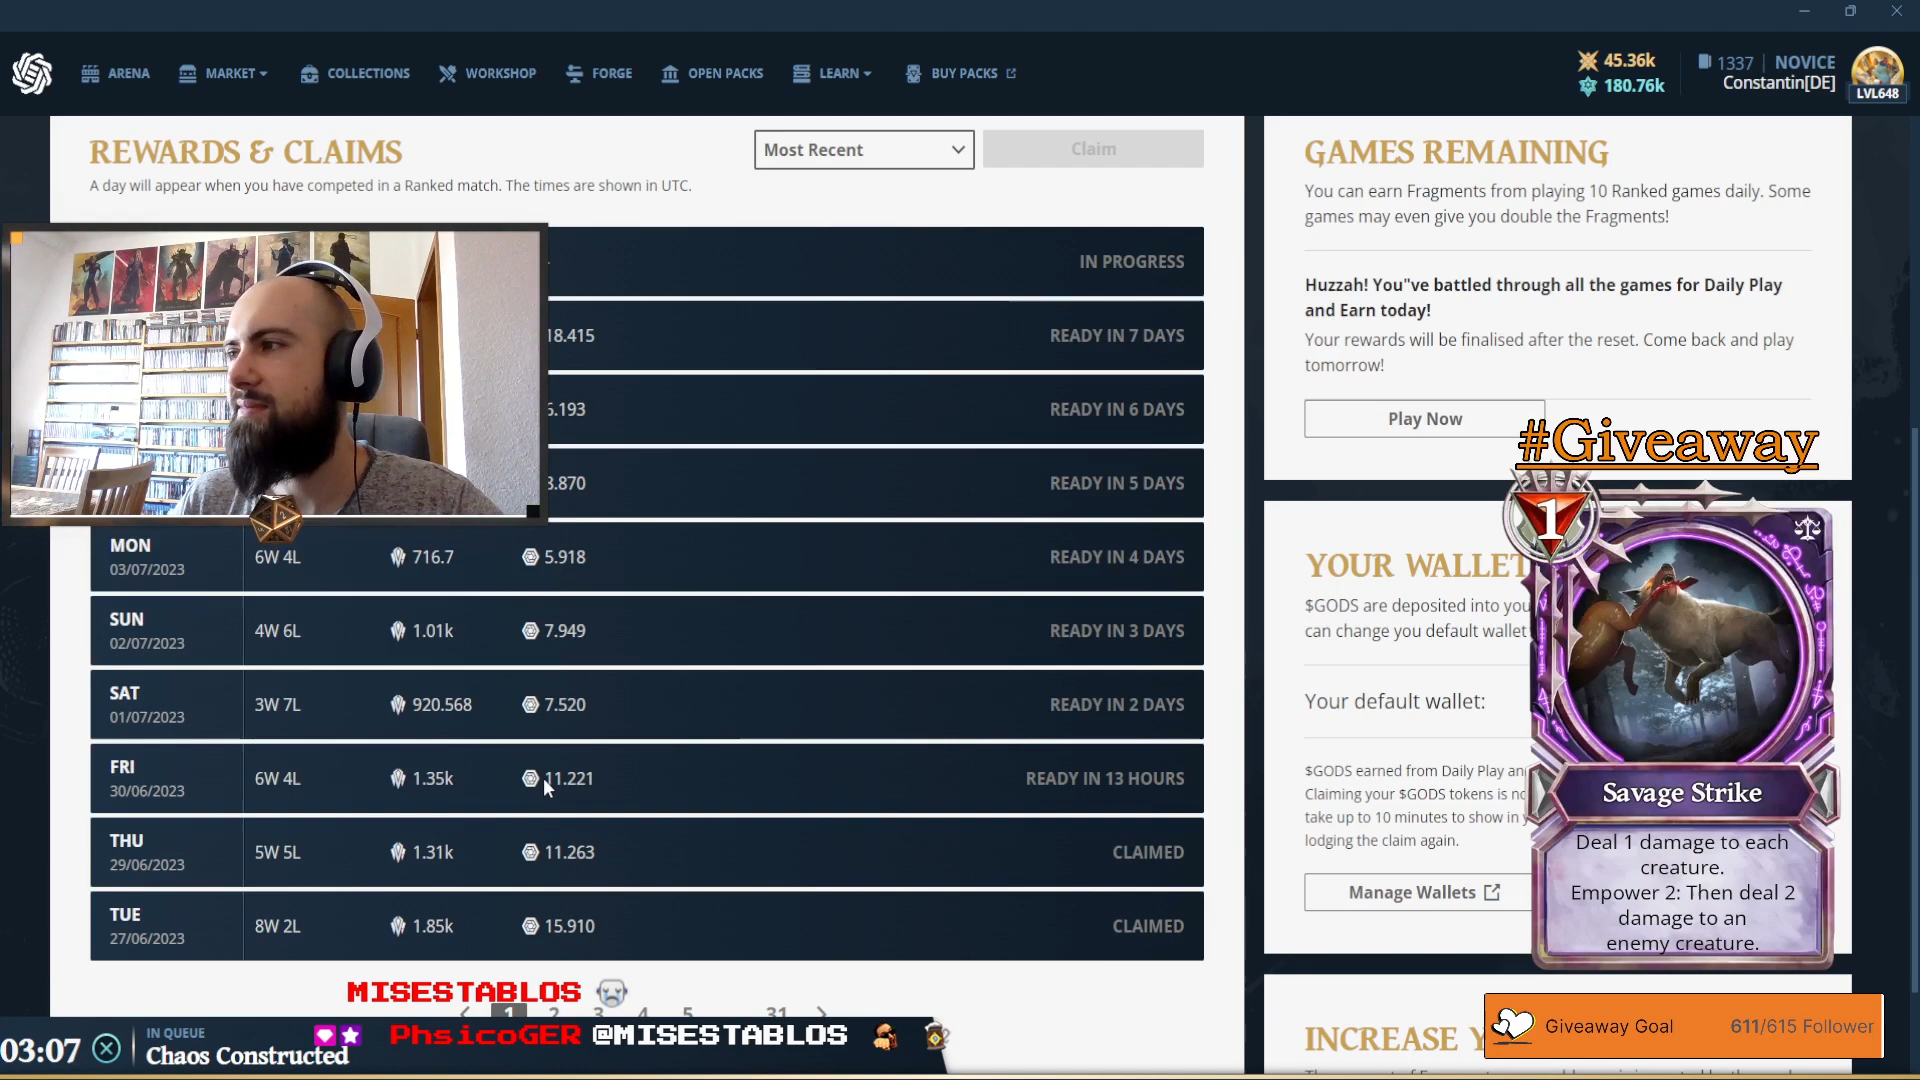 ARENA
MARKET
COLLECTIONS
WORKSHOP
FORGE
OPEN PACKS
LEARN
BUY PACKS
45.36k
180.76k
1337 | NOVICE
Constantin[DE]
LVL648
REWARDS & CLAIMS
A day will appear when you have competed in a Ranked match. The times are shown in UTC.
Most Recent
Claim
IN PROGRESS
18.415 READY IN 7 DAYS
6.193 READY IN 6 DAYS
3.870 READY IN 5 DAYS
MON
03/07/2023
6W 4L 716.7 5.918 READY IN 4 DAYS
SUN
02/07/2023
4W 6L 1.01k 7.949 READY IN 3 DAYS
SAT
01/07/2023
3W 7L 920.568 7.520 READY IN 2 DAYS
FRI
30/06/2023
6W 4L 1.35k 11.221 READY IN 13 HOURS
THU
29/06/2023
5W 5L 1.31k 11.263 CLAIMED
TUE
27/06/2023
8W 2L 1.85k 15.910 CLAIMED
MISESTABLOS
1 2 3 4 5 31
03:07
IN QUEUE
Chaos Constructed
PhsicoGER @MISESTABLOS
GAMES REMAINING
You can earn Fragments from playing 10 Ranked games daily. Some
games may even give you double the Fragments!
Huzzah! You"ve battled through all the games for Daily Play
and Earn today!
Your rewards will be finalised after the reset. Come back and play
tomorrow!
Play Now
#Giveaway
YOUR WALLET
$GODS are deposited into you
can change you default wallet
Your default wallet:
$GODS earned from Daily Play an
Claiming your $GODS tokens is no
take up to 10 minutes to show in y
lodging the claim again.
Manage Wallets
1
Savage Strike
Deal 1 damage to each
creature.
Empower 2: Then deal 2
damage to an
enemy creature.
INCREASE Y
Giveaway Goal 611/615 Follower